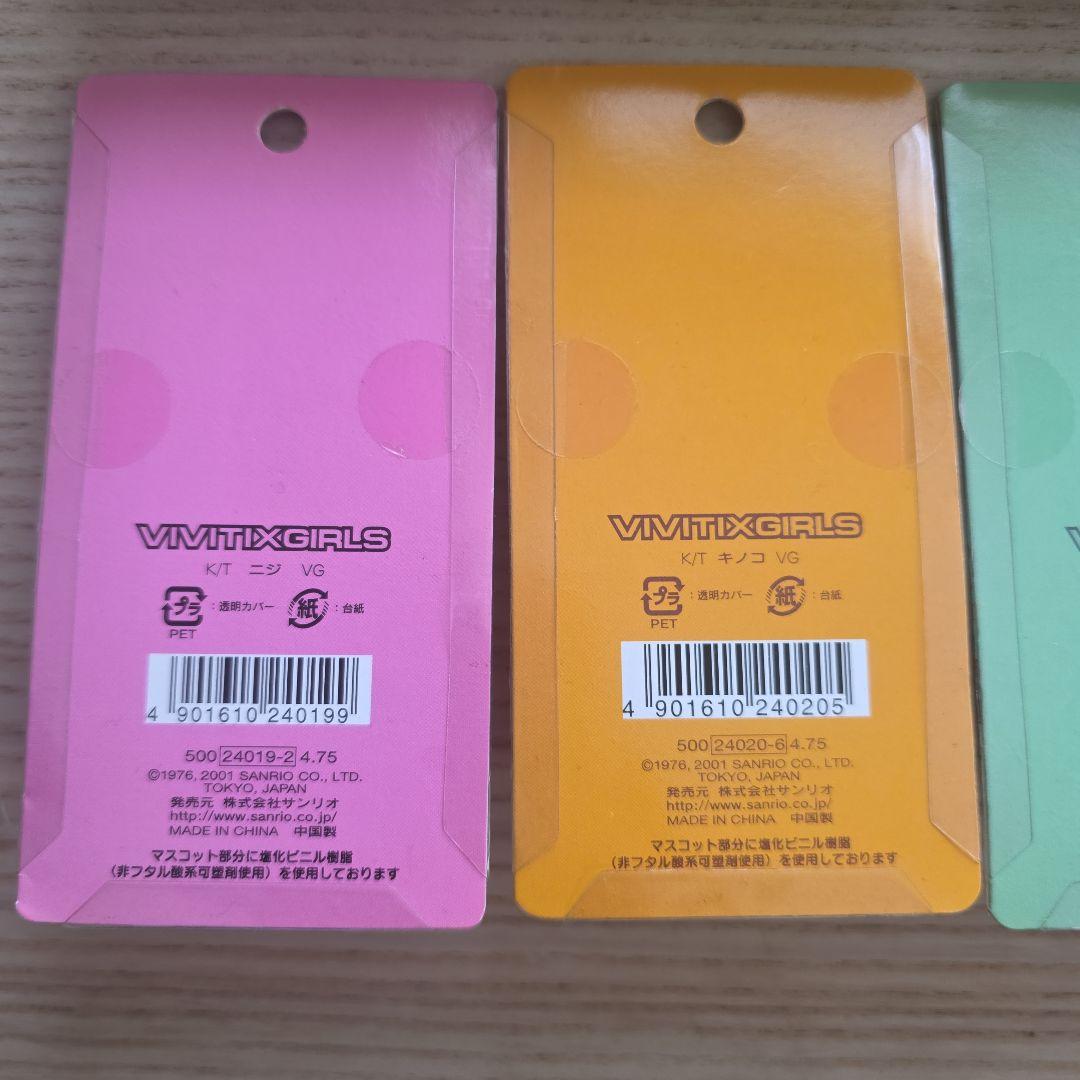 VIVITIXGIRLS
K/T ニジ VG
プラ :透明カバー 紙 :台紙
PET
4 901610 240199
500 24019-2 4.75
©1976, 2001 SANRIO CO., LTD.
TOKYO, JAPAN
発売元 株式会社サンリオ
http://www.sanrio.co.jp/
MADE IN CHINA 中国製
マスコット部分に塩化ビニル樹脂
(非フタル酸系可塑剤使用)を使用しております
VIVITIXGIRLS
K/T キノコ VG
プラ :透明カバー 紙 :台紙
PET
4 901610 240205
500 24020-6 4.75
©1976, 2001 SANRIO CO., LTD.
TOKYO, JAPAN
発売元 株式会社サンリオ
http://www.sanrio.co.jp/
MADE IN CHINA 中国製
マスコット部分に塩化ビニル樹脂
(非フタル酸系可塑剤使用)を使用しております